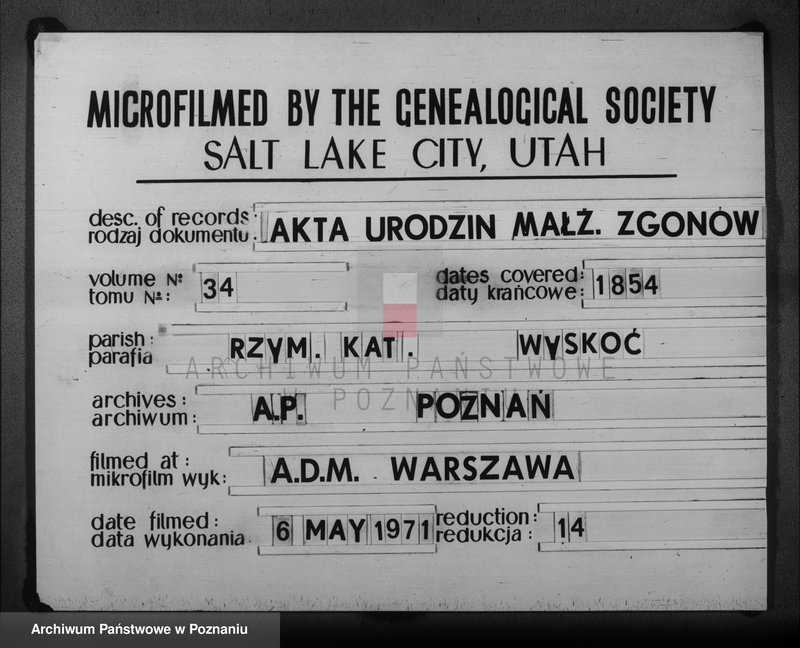 MICROFILMED BY THE GENEALOGICAL SOCIETY
SALT LAKE CITY, UTAH
desc. of records: AKTA URODZIN MAŁŻ. ZGONÓW
rodzaj dokumentu:
volume Nº 34 dates covered: 1854
tomu Nº: daty krańcowe:
parish: RZYM. KAT. WYSKOĆ
parafia
ARCHIWUM PAŃSTWOWE
W POZNANIU
archives: A.P. POZNAŃ
archiwum:
filmed at: A.D.M. WARSZAWA
mikrofilm wyk:
date filmed: 6 MAY 1971 reduction: 14
data wykonania redukcja:
Archiwum Państwowe w Poznaniu